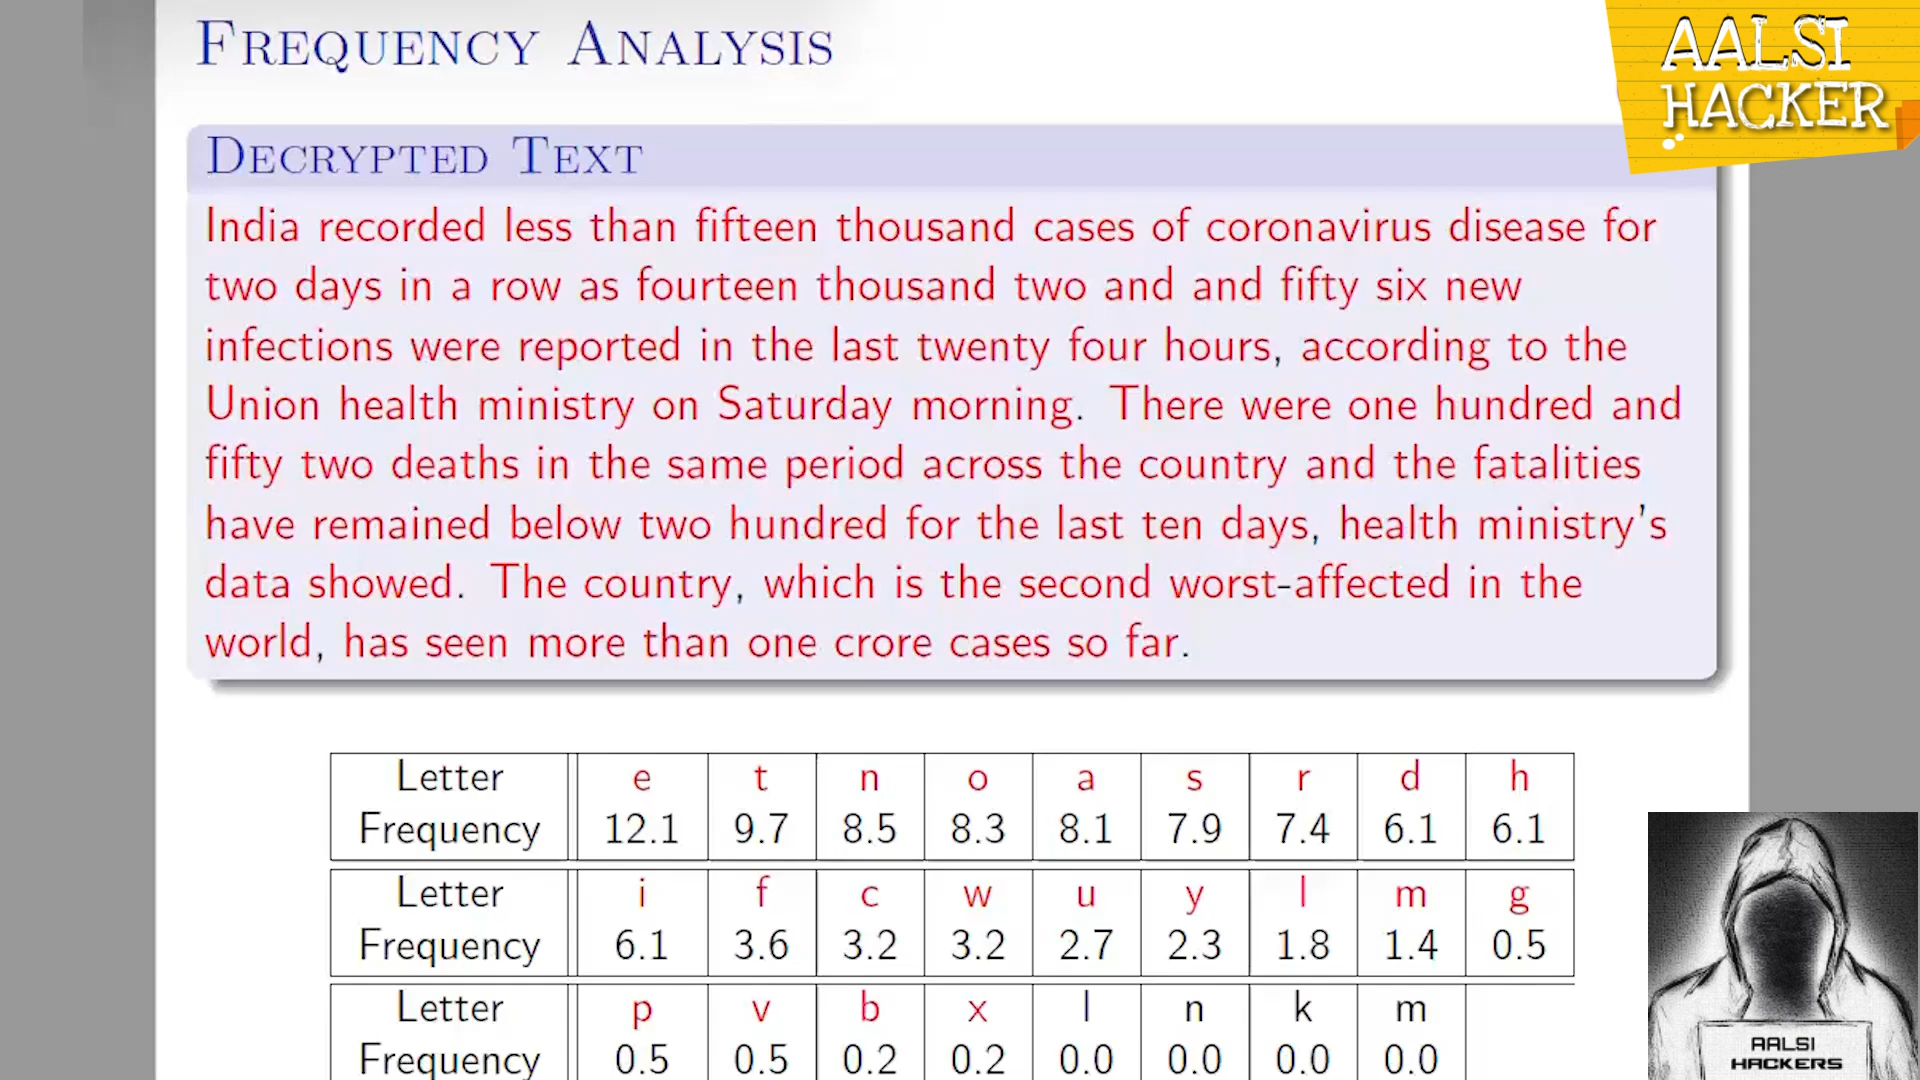 FREQUENCY ANALYSIS
AALSI
HACKER
DECRYPTED TEXT
India recorded less than fifteen thousand cases of coronavirus disease for
two days in a row as fourteen thousand two and and fifty six new
infections were reported in the last twenty four hours, according to the
Union health ministry on Saturday morning. There were one hundred and
fifty two deaths in the same period across the country and the fatalities
have remained below two hundred for the last ten days, health ministry's
data showed. The country, which is the second worst-affected in the
world, has seen more than one crore cases so far.
Letter e t n o a s r d h
Frequency 12.1 9.7 8.5 8.3 8.1 7.9 7.4 6.1 6.1
Letter i f c w u y l m g
Frequency 6.1 3.6 3.2 3.2 2.7 2.3 1.8 1.4 0.5
Letter p v b x l n k m
Frequency 0.5 0.5 0.2 0.2 0.0 0.0 0.0 0.0
AALSI
HACKERS